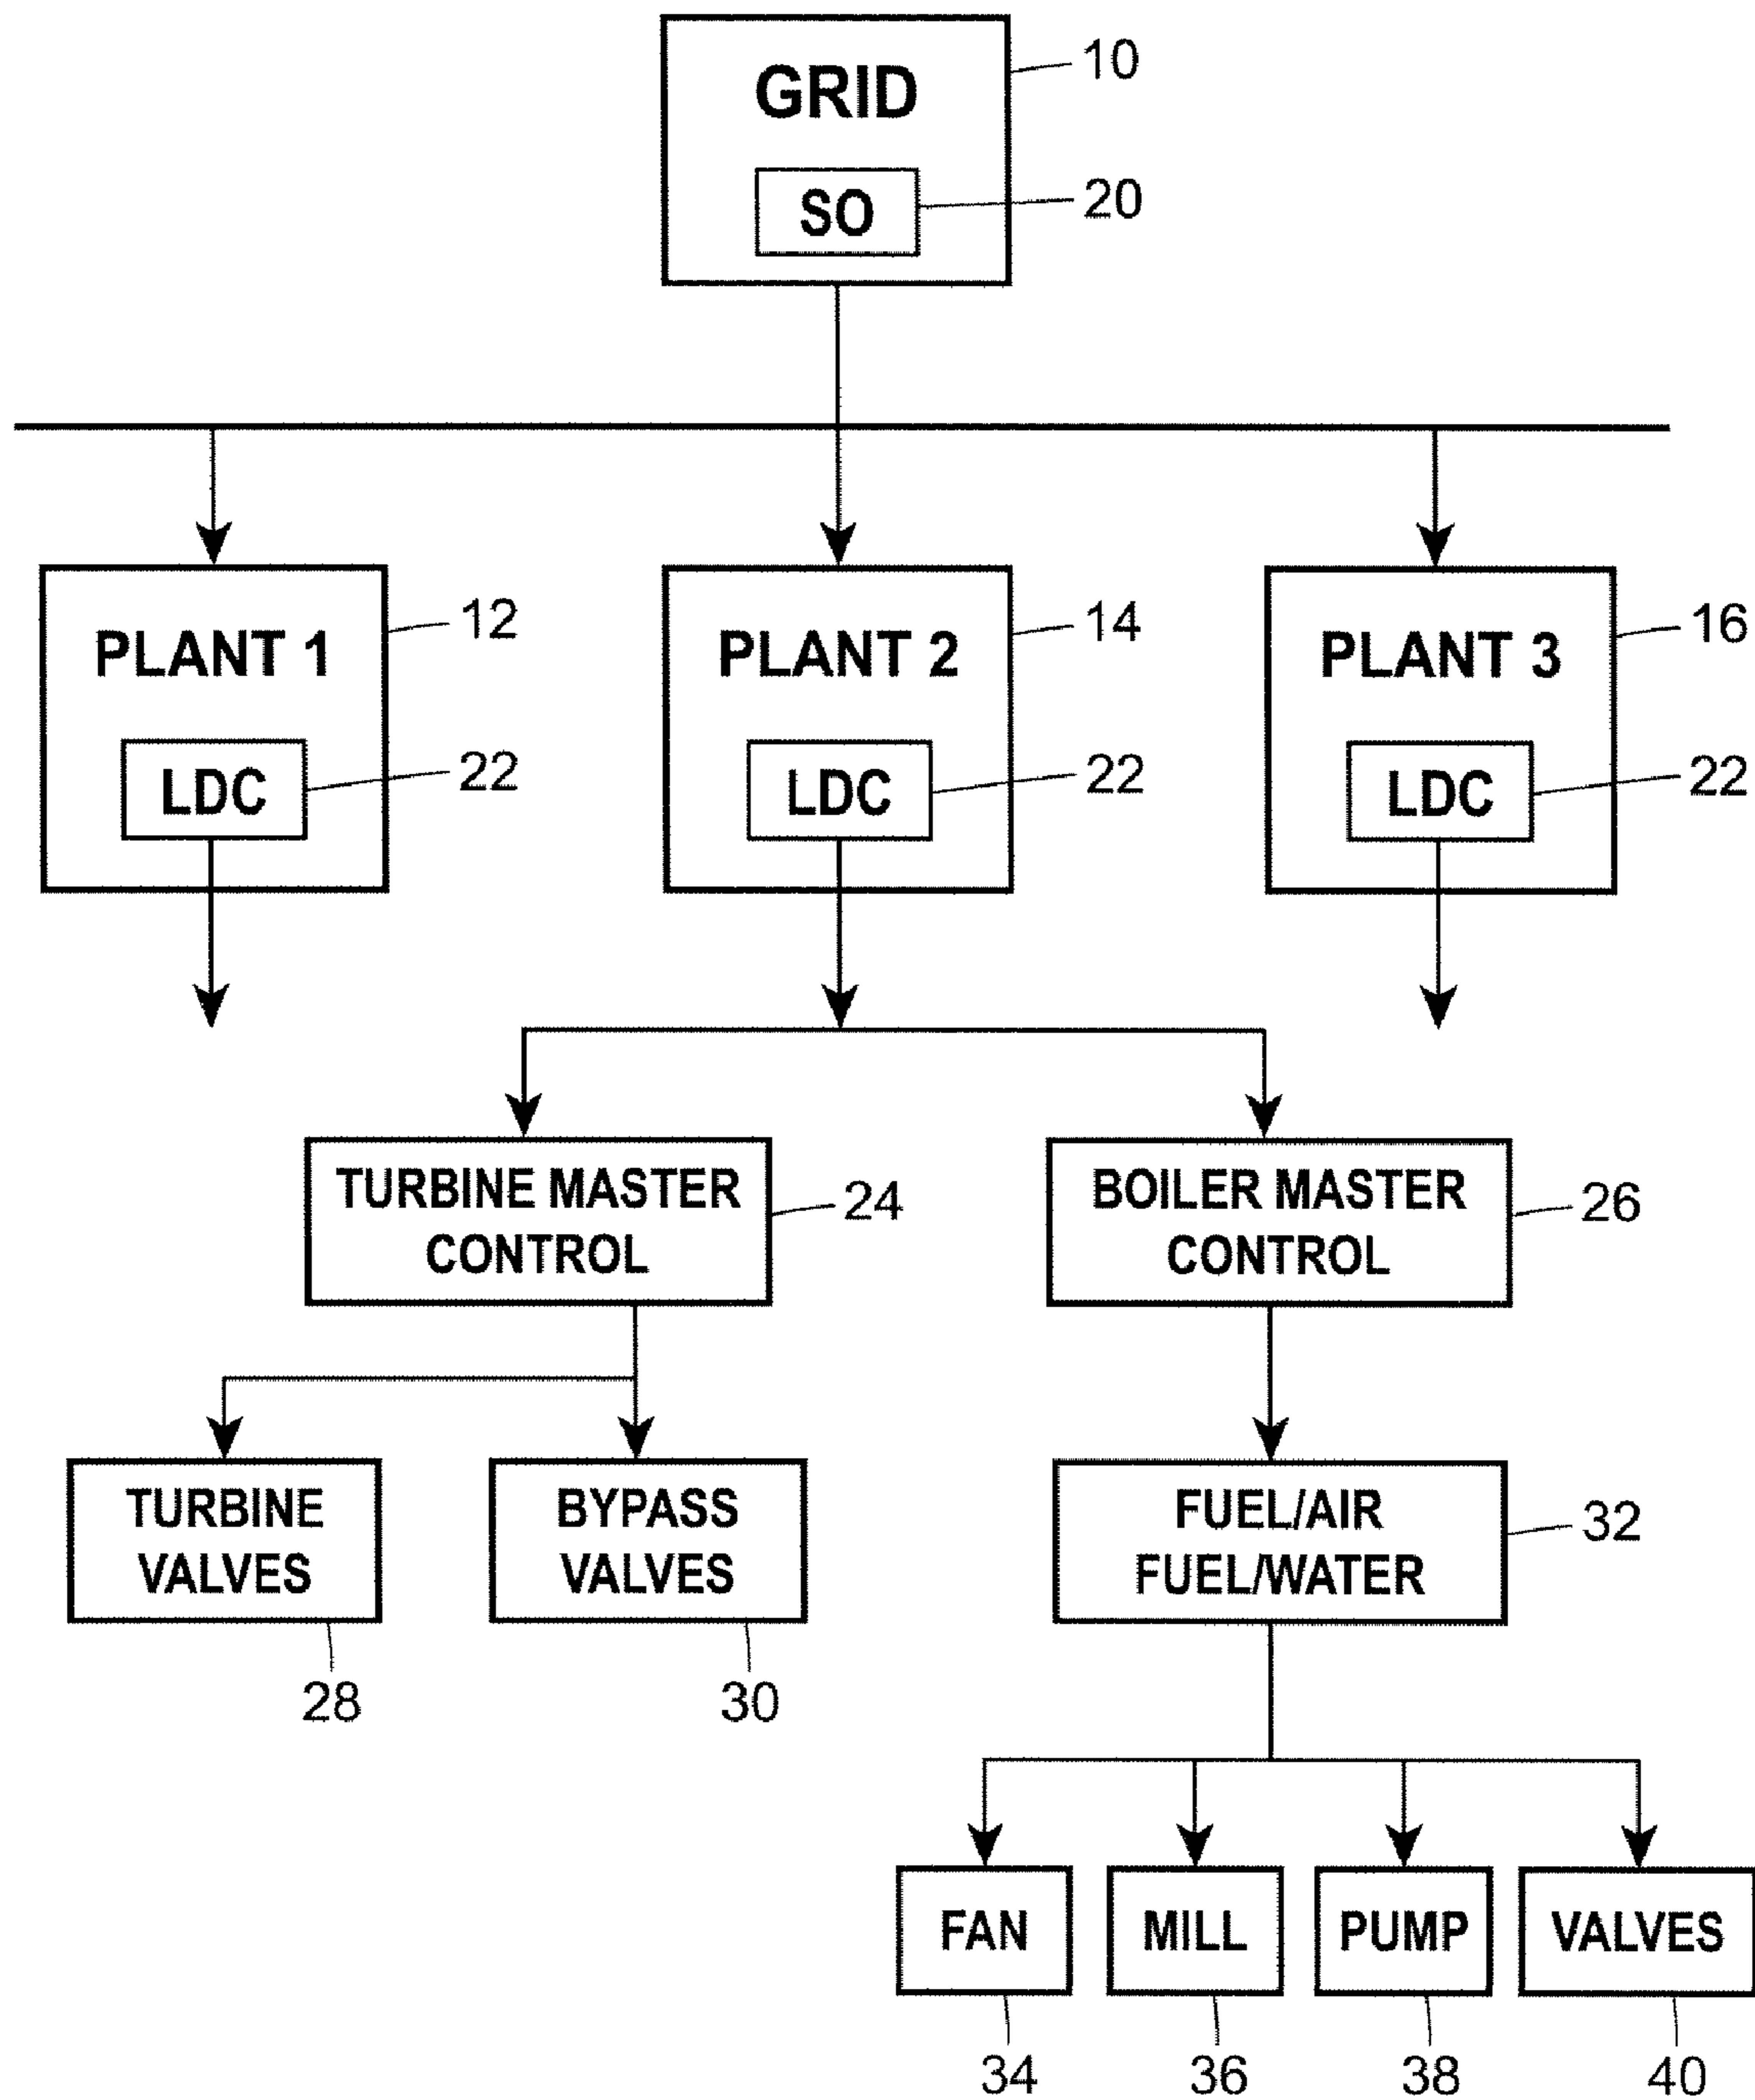 GRID
10
SO
20
PLANT 1
12
PLANT 2
14
PLANT 3
16
LDC
22
LDC
22
LDC
22
TURBINE MASTER
CONTROL
24
BOILER MASTER
CONTROL
26
TURBINE
VALVES
BYPASS
VALVES
FUEL/AIR
FUEL/WATER
32
28
30
FAN
MILL
PUMP
VALVES
34
36
38
40